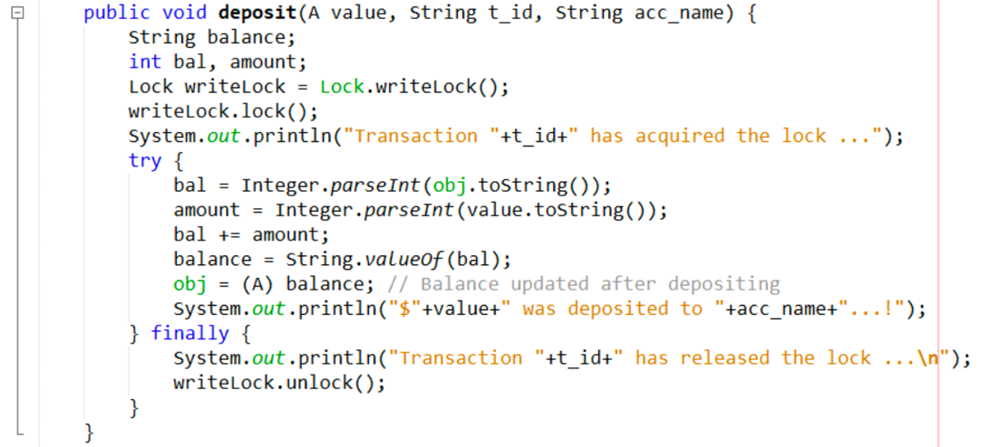 public void deposit(A value, String t_id, String acc_name) {
String balance;
int bal, amount;
Lock writeLock = Lock.writeLock();
writeLock.lock();
System.out.println("Transaction "+t_id+" has acquired the lock ...");
try {
bal = Integer.parseInt(obj.toString());
amount = Integer.parseInt(value.toString());
bal += amount;
balance = String.valueOf(bal);
obj = (A) balance; // Balance updated after depositing
System.out.println("$"+value+" was deposited to "+acc_name+"...!");
} finally {
System.out.println("Transaction "+t_id+" has released the lock ...\n");
writeLock.unlock();
}
}